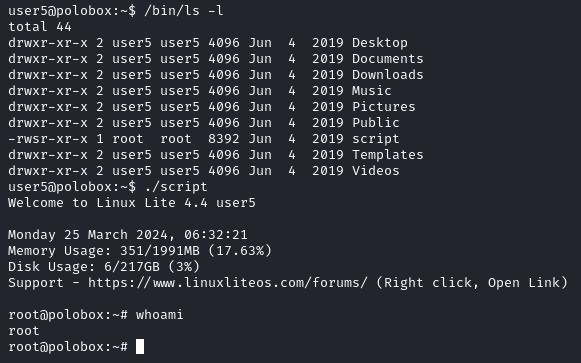 user5@polobox:~$ /bin/ls -l
total 44
drwxr-xr-x 2 user5 user5 4096 Jun  4  2019 Desktop
drwxr-xr-x 2 user5 user5 4096 Jun  4  2019 Documents
drwxr-xr-x 2 user5 user5 4096 Jun  4  2019 Downloads
drwxr-xr-x 2 user5 user5 4096 Jun  4  2019 Music
drwxr-xr-x 2 user5 user5 4096 Jun  4  2019 Pictures
drwxr-xr-x 2 user5 user5 4096 Jun  4  2019 Public
-rwsr-xr-x 1 root  root  8392 Jun  4  2019 script
drwxr-xr-x 2 user5 user5 4096 Jun  4  2019 Templates
drwxr-xr-x 2 user5 user5 4096 Jun  4  2019 Videos
user5@polobox:~$ ./script
Welcome to Linux Lite 4.4 user5
Monday 25 March 2024, 06:32:21
Memory Usage: 351/1991MB (17.63%)
Disk Usage: 6/217GB (3%)
Support - https://www.linuxliteos.com/forums/ (Right click, Open Link)
root@polobox:~# whoami
root
root@polobox:~#